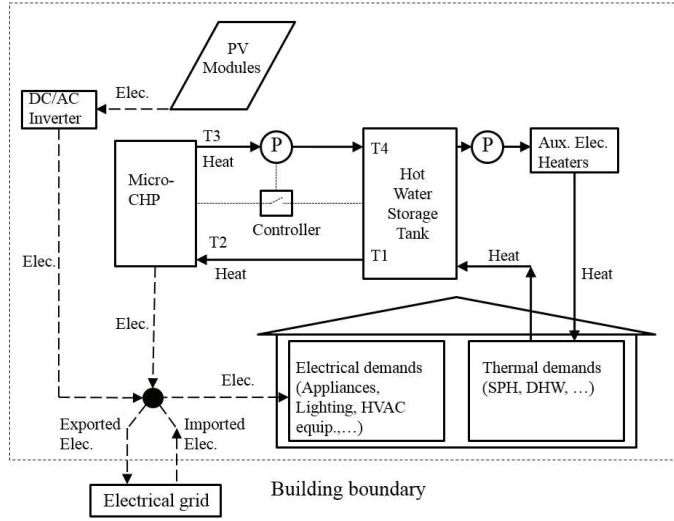 PV
Modules
Elec.
DC/AC
Inverter
T3
Heat
P
T4
P
Aux. Elec.
Heaters
Micro-
CHP
Hot
Water
Storage
Tank
Controller
T2
Heat
T1
Heat
Heat
Elec.
Elec.
Elec.
Electrical demands
(Appliances,
Lighting, HVAC
equip.,…)
Thermal demands
(SPH, DHW, …)
Exported
Elec.
Imported
Elec.
Electrical grid
Building boundary